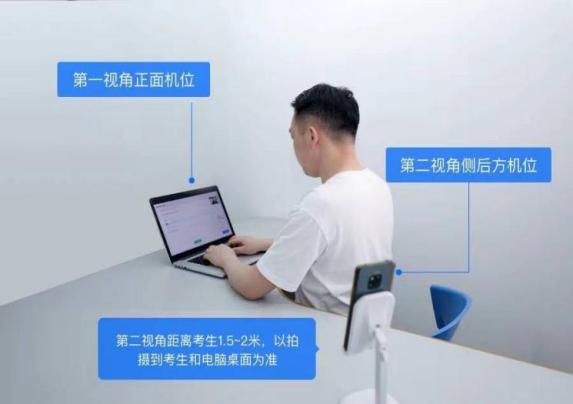 第一视角正面机位
第二视角侧后方机位
第二视角距离考生1.5~2米，以拍
摄到考生和电脑桌面为准